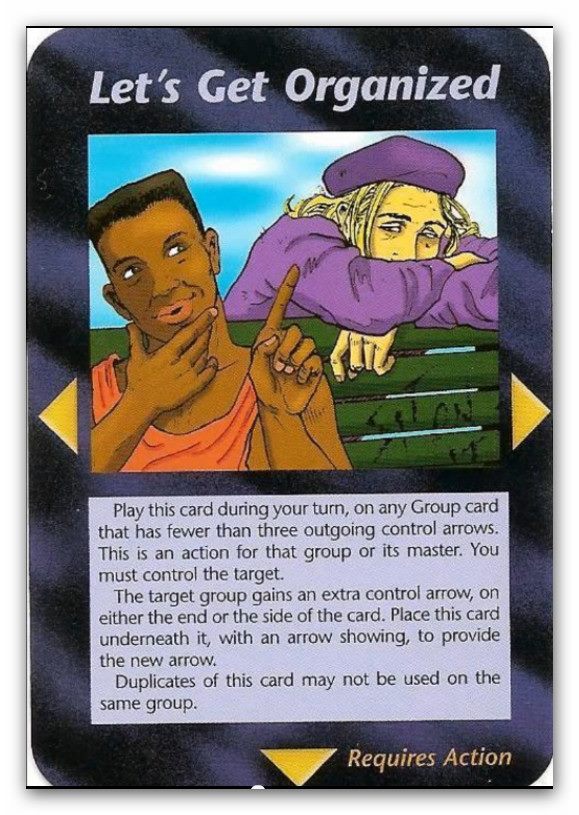 Let's Get Organized
Play this card during your turn, on any Group card
that has fewer than three outgoing control arrows.
This is an action for that group or its master. You
must control the target.
The target group gains an extra control arrow, on
either the end or the side of the card. Place this card
underneath it, with an arrow showing, to provide
the new arrow.
Duplicates of this card may not be used on the
same group.
Requires Action